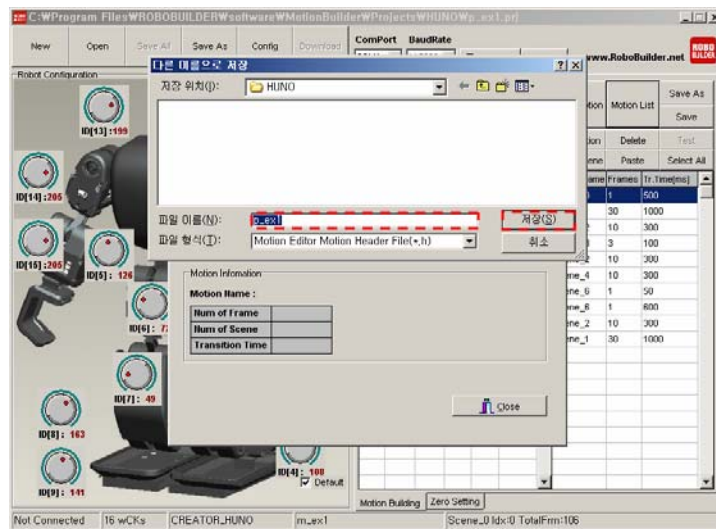 C:₩Program Files₩ROBOBUILDER₩software₩MotionBuilder₩Projects₩HUNO₩p_ex1.prj
New Open Save All Save As Config Download
ComPort BaudRate
www.RoboBuilder.net
ROBO
BUILDER
Robot Configuration
다른 이름으로 저장
저장 위치(I): HUNO
파일 이름(N): p_ex1 저장(S)
파일 형식(T): Motion Editor Motion Header File(*.h) 취소
Motion List Save As
Save
Delete Test
Paste Select All
Frames Tr.Time(ms)
1 500
30 1000
10 300
3 100
10 300
ne_4 10 300
ne_6 1 50
ne_6 1 600
ne_2 10 300
ne_1 30 1000
ID[13] :199
ID[14] :205
ID[15] :205
ID[5] : 126
ID[6] : 7
ID[7] : 49
ID[8] : 163
ID[9] : 141
ID[4] : 108
Default
Motion Infomation
Motion Name :
Num of Frame
Num of Scene
Transition Time
Close
Motion Building Zero Setting
Not Connected 16 wCKs CREATOR_HUNO m_ex1 Scene_0 Idx:0 TotalFrm:106